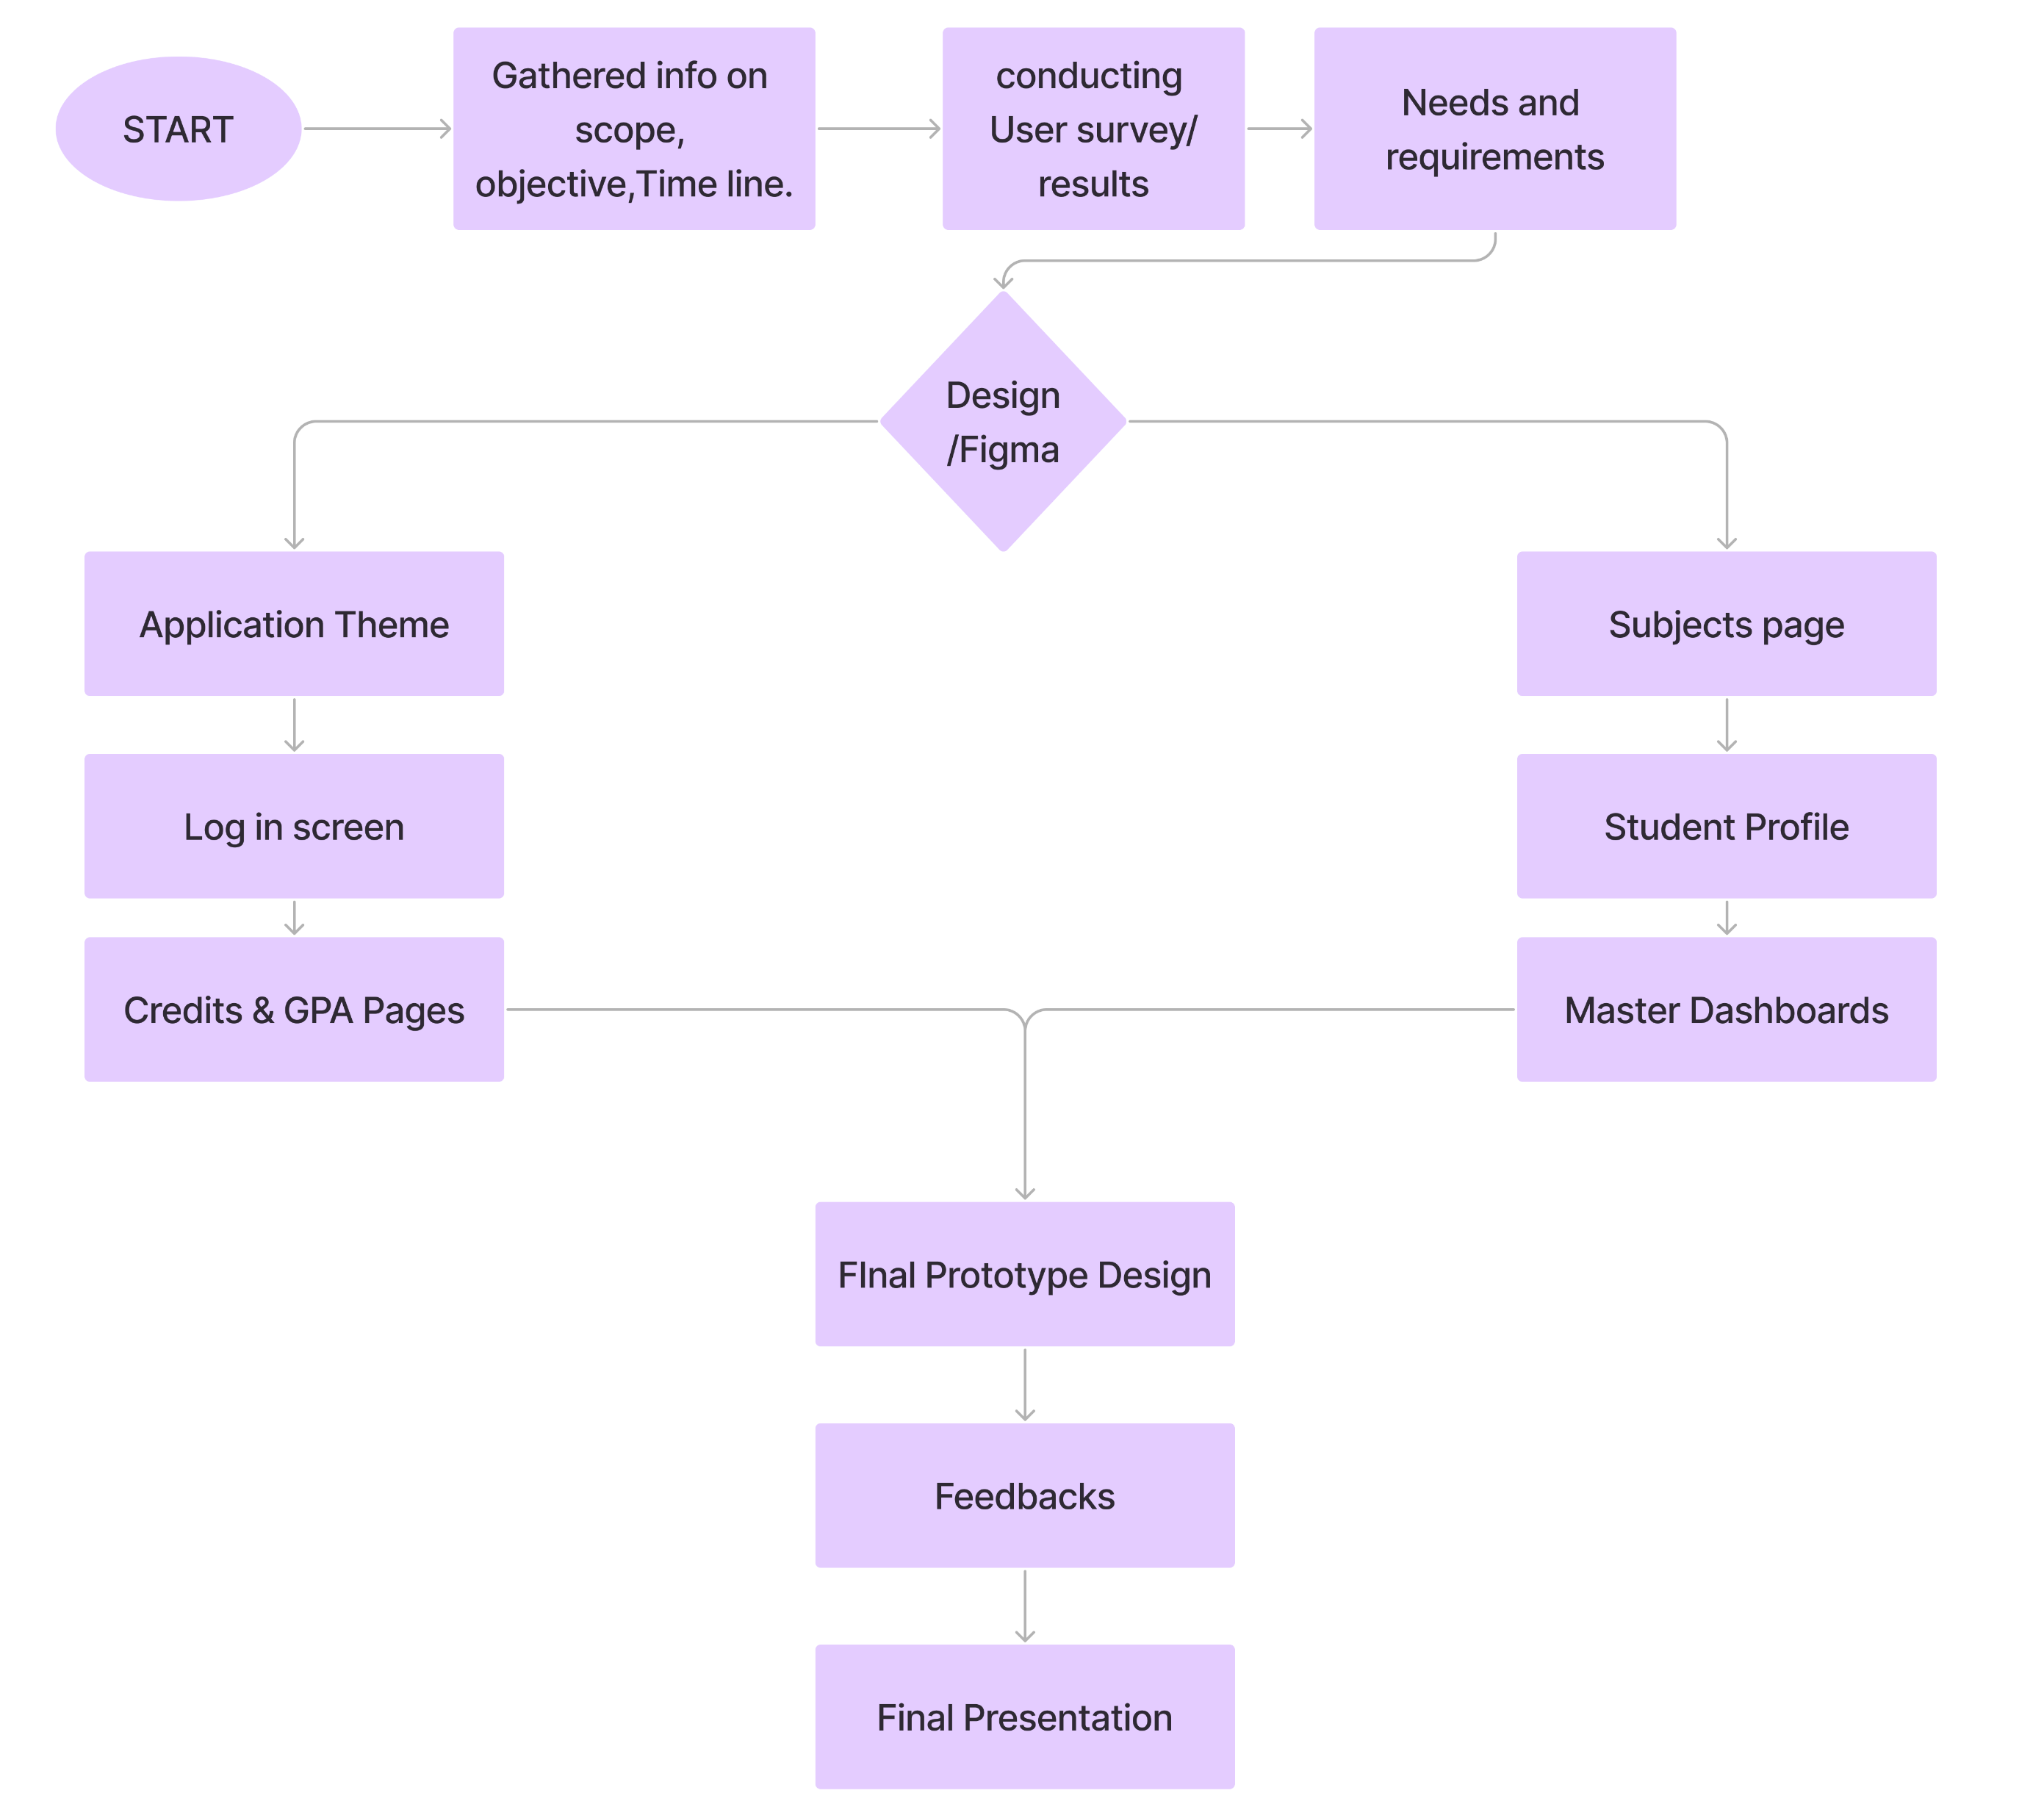 START
Gathered info on
scope,
objective,Time line.
conducting
User survey/
results
Needs and
requirements
Design
/Figma
Application Theme
Subjects page
Log in screen
Student Profile
Credits & GPA Pages
Master Dashboards
FInal Prototype Design
Feedbacks
Final Presentation